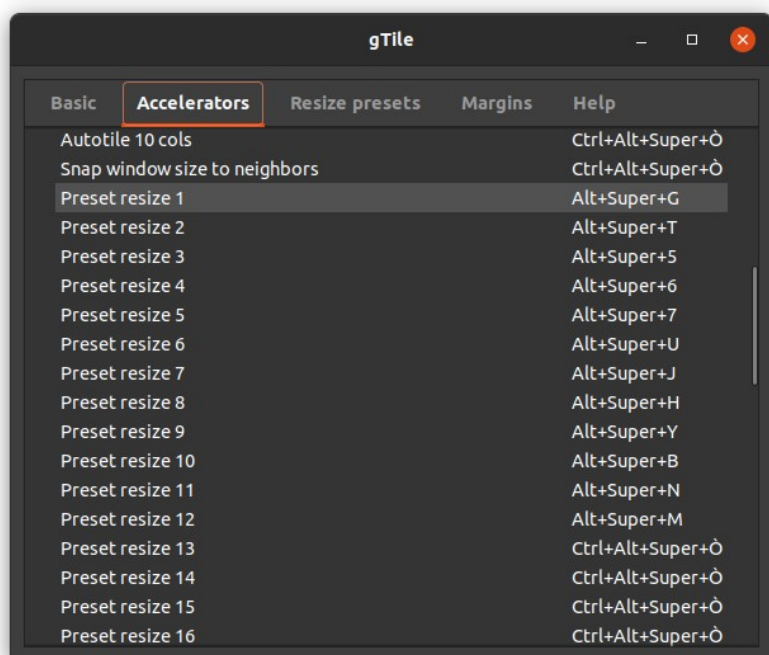 gTile
Basic Accelerators Resize presets Margins Help
Autotile 10 cols Ctrl+Alt+Super+Ò
Snap window size to neighbors Ctrl+Alt+Super+Ò
Preset resize 1 Alt+Super+G
Preset resize 2 Alt+Super+T
Preset resize 3 Alt+Super+5
Preset resize 4 Alt+Super+6
Preset resize 5 Alt+Super+7
Preset resize 6 Alt+Super+U
Preset resize 7 Alt+Super+J
Preset resize 8 Alt+Super+H
Preset resize 9 Alt+Super+Y
Preset resize 10 Alt+Super+B
Preset resize 11 Alt+Super+N
Preset resize 12 Alt+Super+M
Preset resize 13 Ctrl+Alt+Super+Ò
Preset resize 14 Ctrl+Alt+Super+Ò
Preset resize 15 Ctrl+Alt+Super+Ò
Preset resize 16 Ctrl+Alt+Super+Ò